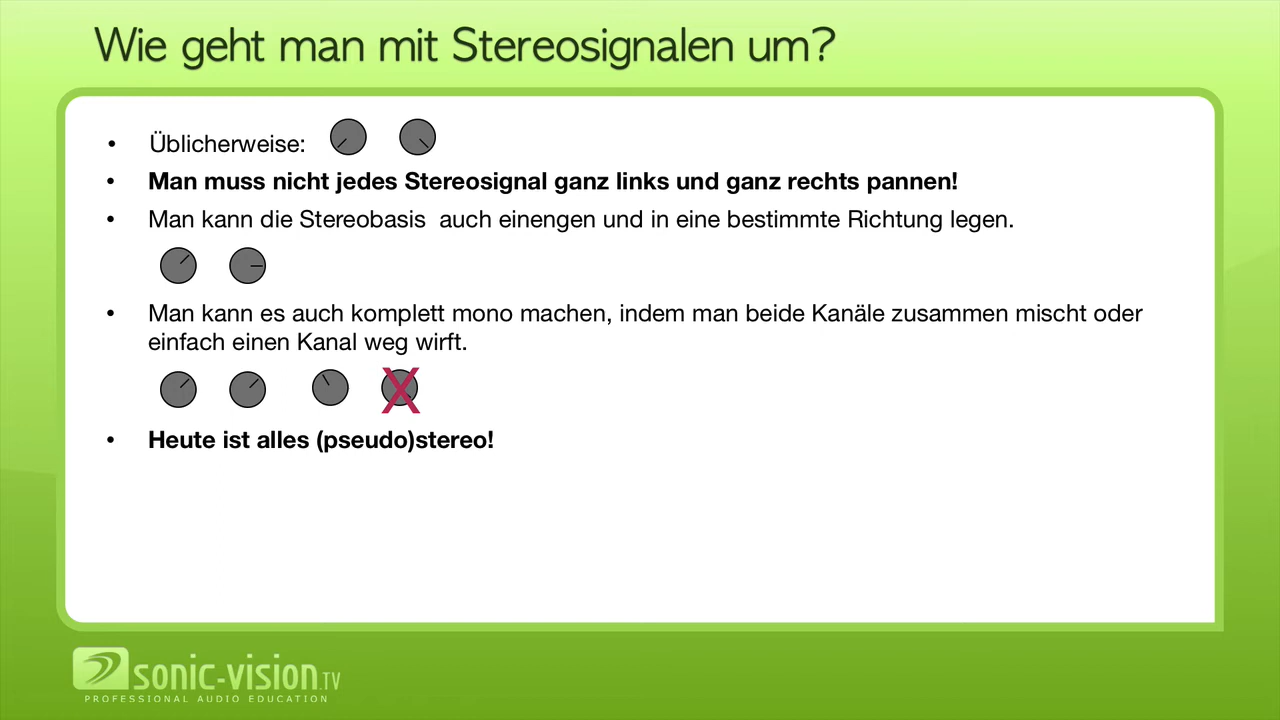 Wie geht man mit Stereosignalen um?
• Üblicherweise:
• Man muss nicht jedes Stereosignal ganz links und ganz rechts pannen!
• Man kann die Stereobasis auch einengen und in eine bestimmte Richtung legen.
• Man kann es auch komplett mono machen, indem man beide Kanäle zusammen mischt oder
einfach einen Kanal weg wirft.
X
• Heute ist alles (pseudo)stereo!
sonic-vision.TV
PROFESSIONAL AUDIO EDUCATION